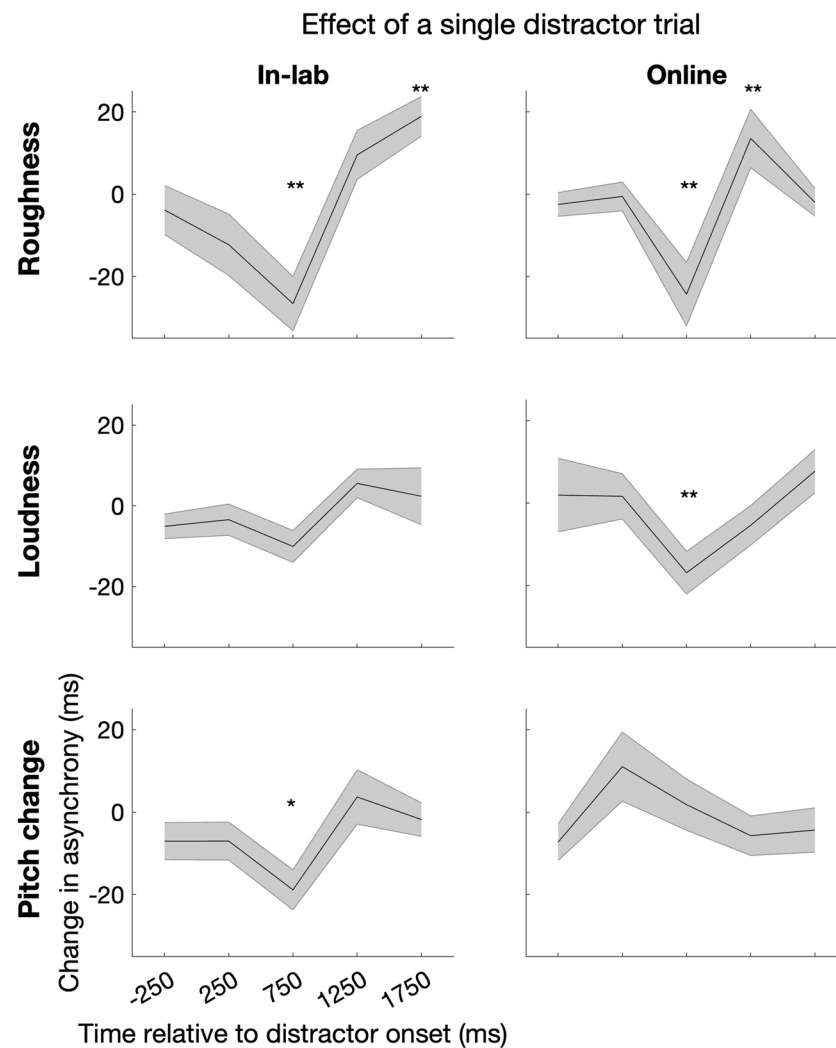 Effect of a single distractor trial
In-lab
Online
Roughness
20
0
-20
**
**
**
**
Loudness
20
0
-20
**
Pitch change
Change in asynchrony (ms)
20
0
-20
*
-250
250
750
1250
1750
Time relative to distractor onset (ms)